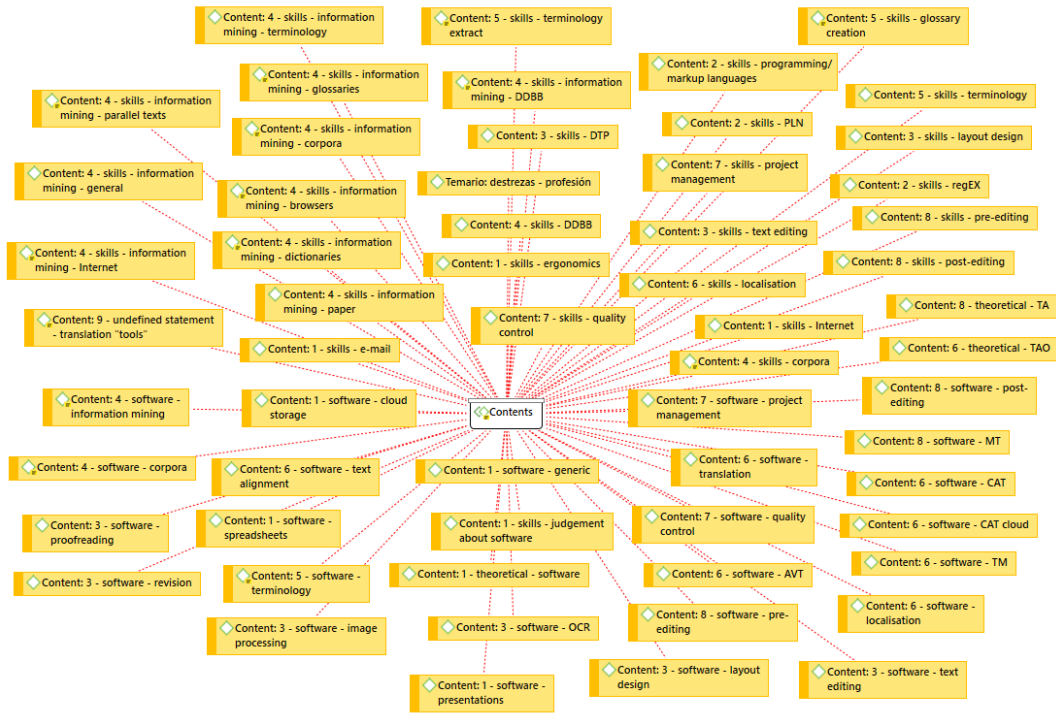 Content: 4 - skills - information
mining - terminology
Content: 5 - skills - terminology
extract
Content: 5 - skills - glossary
creation
Content: 4 - skills - information
mining - glossaries
Content: 4 - skills - information
mining - DDBB
Content: 2 - skills - programming/
markup languages
Content: 4 - skills - information
mining - parallel texts
Content: 5 - skills - terminology
Content: 4 - skills - information
mining - corpora
Content: 3 - skills - DTP
Content: 2 - skills - PLN
Content: 3 - skills - layout design
Content: 4 - skills - information
mining - general
Content: 4 - skills - information
mining - browsers
Temario: destrezas - profesión
Content: 7 - skills - project
management
Content: 2 - skills - regEX
Content: 4 - skills - DDBB
Content: 3 - skills - text editing
Content: 8 - skills - pre-editing
Content: 4 - skills - information
mining - Internet
Content: 4 - skills - information
mining - dictionaries
Content: 1 - skills - ergonomics
Content: 8 - skills - post-editing
Content: 4 - skills - information
mining - paper
Content: 6 - skills - localisation
Content: 9 - undefined statement
- translation "tools"
Content: 7 - skills - quality
control
Content: 1 - skills - Internet
Content: 8 - theoretical - TA
Content: 1 - skills - e-mail
Content: 4 - skills - corpora
Content: 6 - theoretical - TAO
Content: 4 - software -
information mining
Content: 1 - software - cloud
storage
Contents
Content: 7 - software - project
management
Content: 8 - software - post-
editing
Content: 8 - software - MT
Content: 4 - software - corpora
Content: 6 - software - text
alignment
Content: 1 - software - generic
Content: 6 - software -
translation
Content: 6 - software - CAT
Content: 3 - software -
proofreading
Content: 1 - software -
spreadsheets
Content: 1 - skills - judgement
about software
Content: 7 - software - quality
control
Content: 6 - software - CAT cloud
Content: 6 - software - TM
Content: 3 - software - revision
Content: 5 - software -
terminology
Content: 1 - theoretical - software
Content: 6 - software - AVT
Content: 6 - software -
localisation
Content: 3 - software - image
processing
Content: 3 - software - OCR
Content: 8 - software - pre-
editing
Content: 1 - software -
presentations
Content: 3 - software - layout
design
Content: 3 - software - text
editing